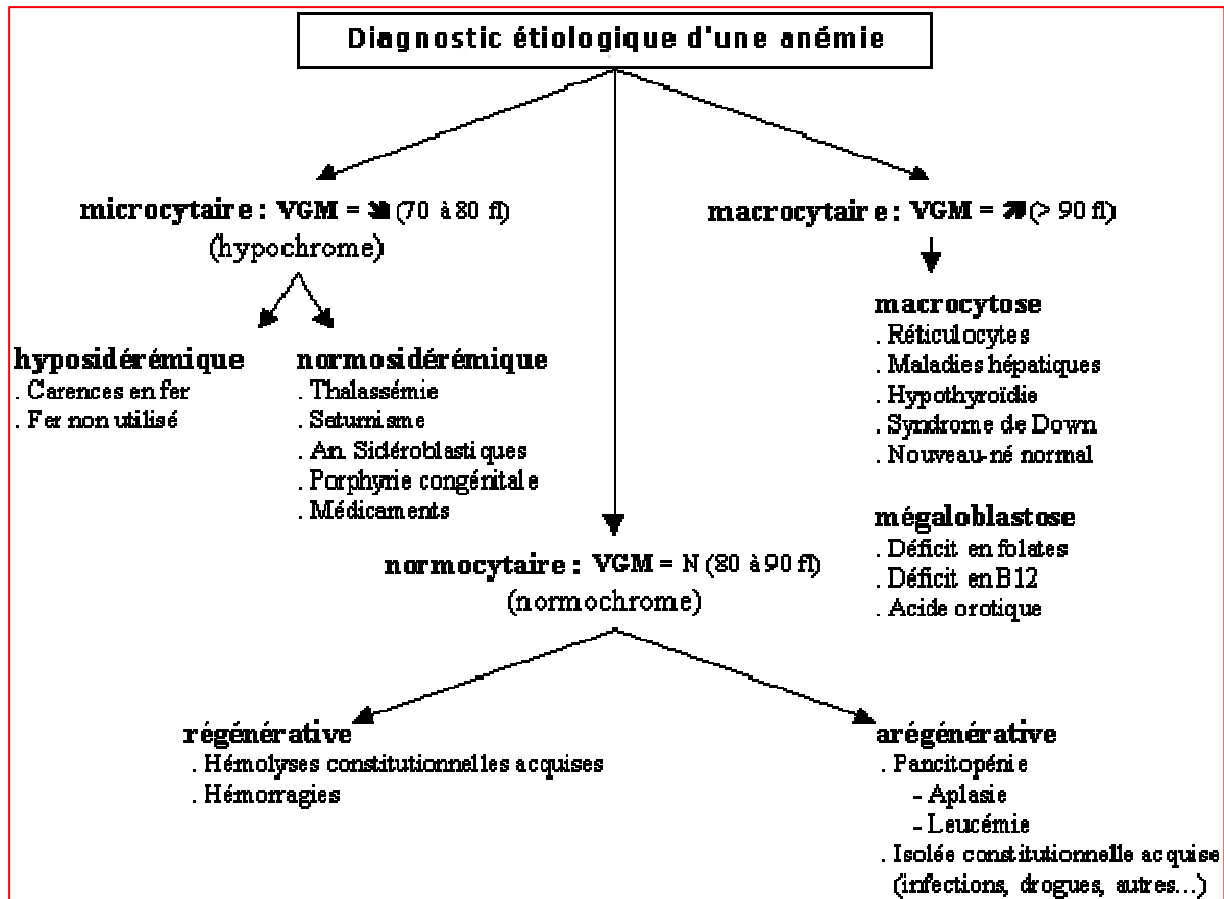 Diagnostic étiologique d'une anémie
microcytaire : VGM = (70 à 80 fl)
(hypochrome)
macrocytaire : VGM = (> 90 fl)
hyposidérémique
. Carences en fer
. Fer non utilisé
normosidérémique
. Thalassémie
. Saturnisme
. An. Sidéroblastiques
. Porphyrie congénitale
. Médicaments
macrocytose
. Réticulocytes
. Maladies hépatiques
. Hypothyroïdie
. Syndrome de Down
. Nouveau-né normal
mégaloblastose
. Déficit en folates
. Déficit en B12
. Acide orotique
normocytaire : VGM = N (80 à 90 fl)
(normochrome)
régénérative
. Hémolyses constitutionnelles acquises
. Hémorragies
arégénérative
. Pancitopénie
- Aplasie
- Leucémie
. Isolée constitutionnelle acquise
(infections, drogues, autres...)